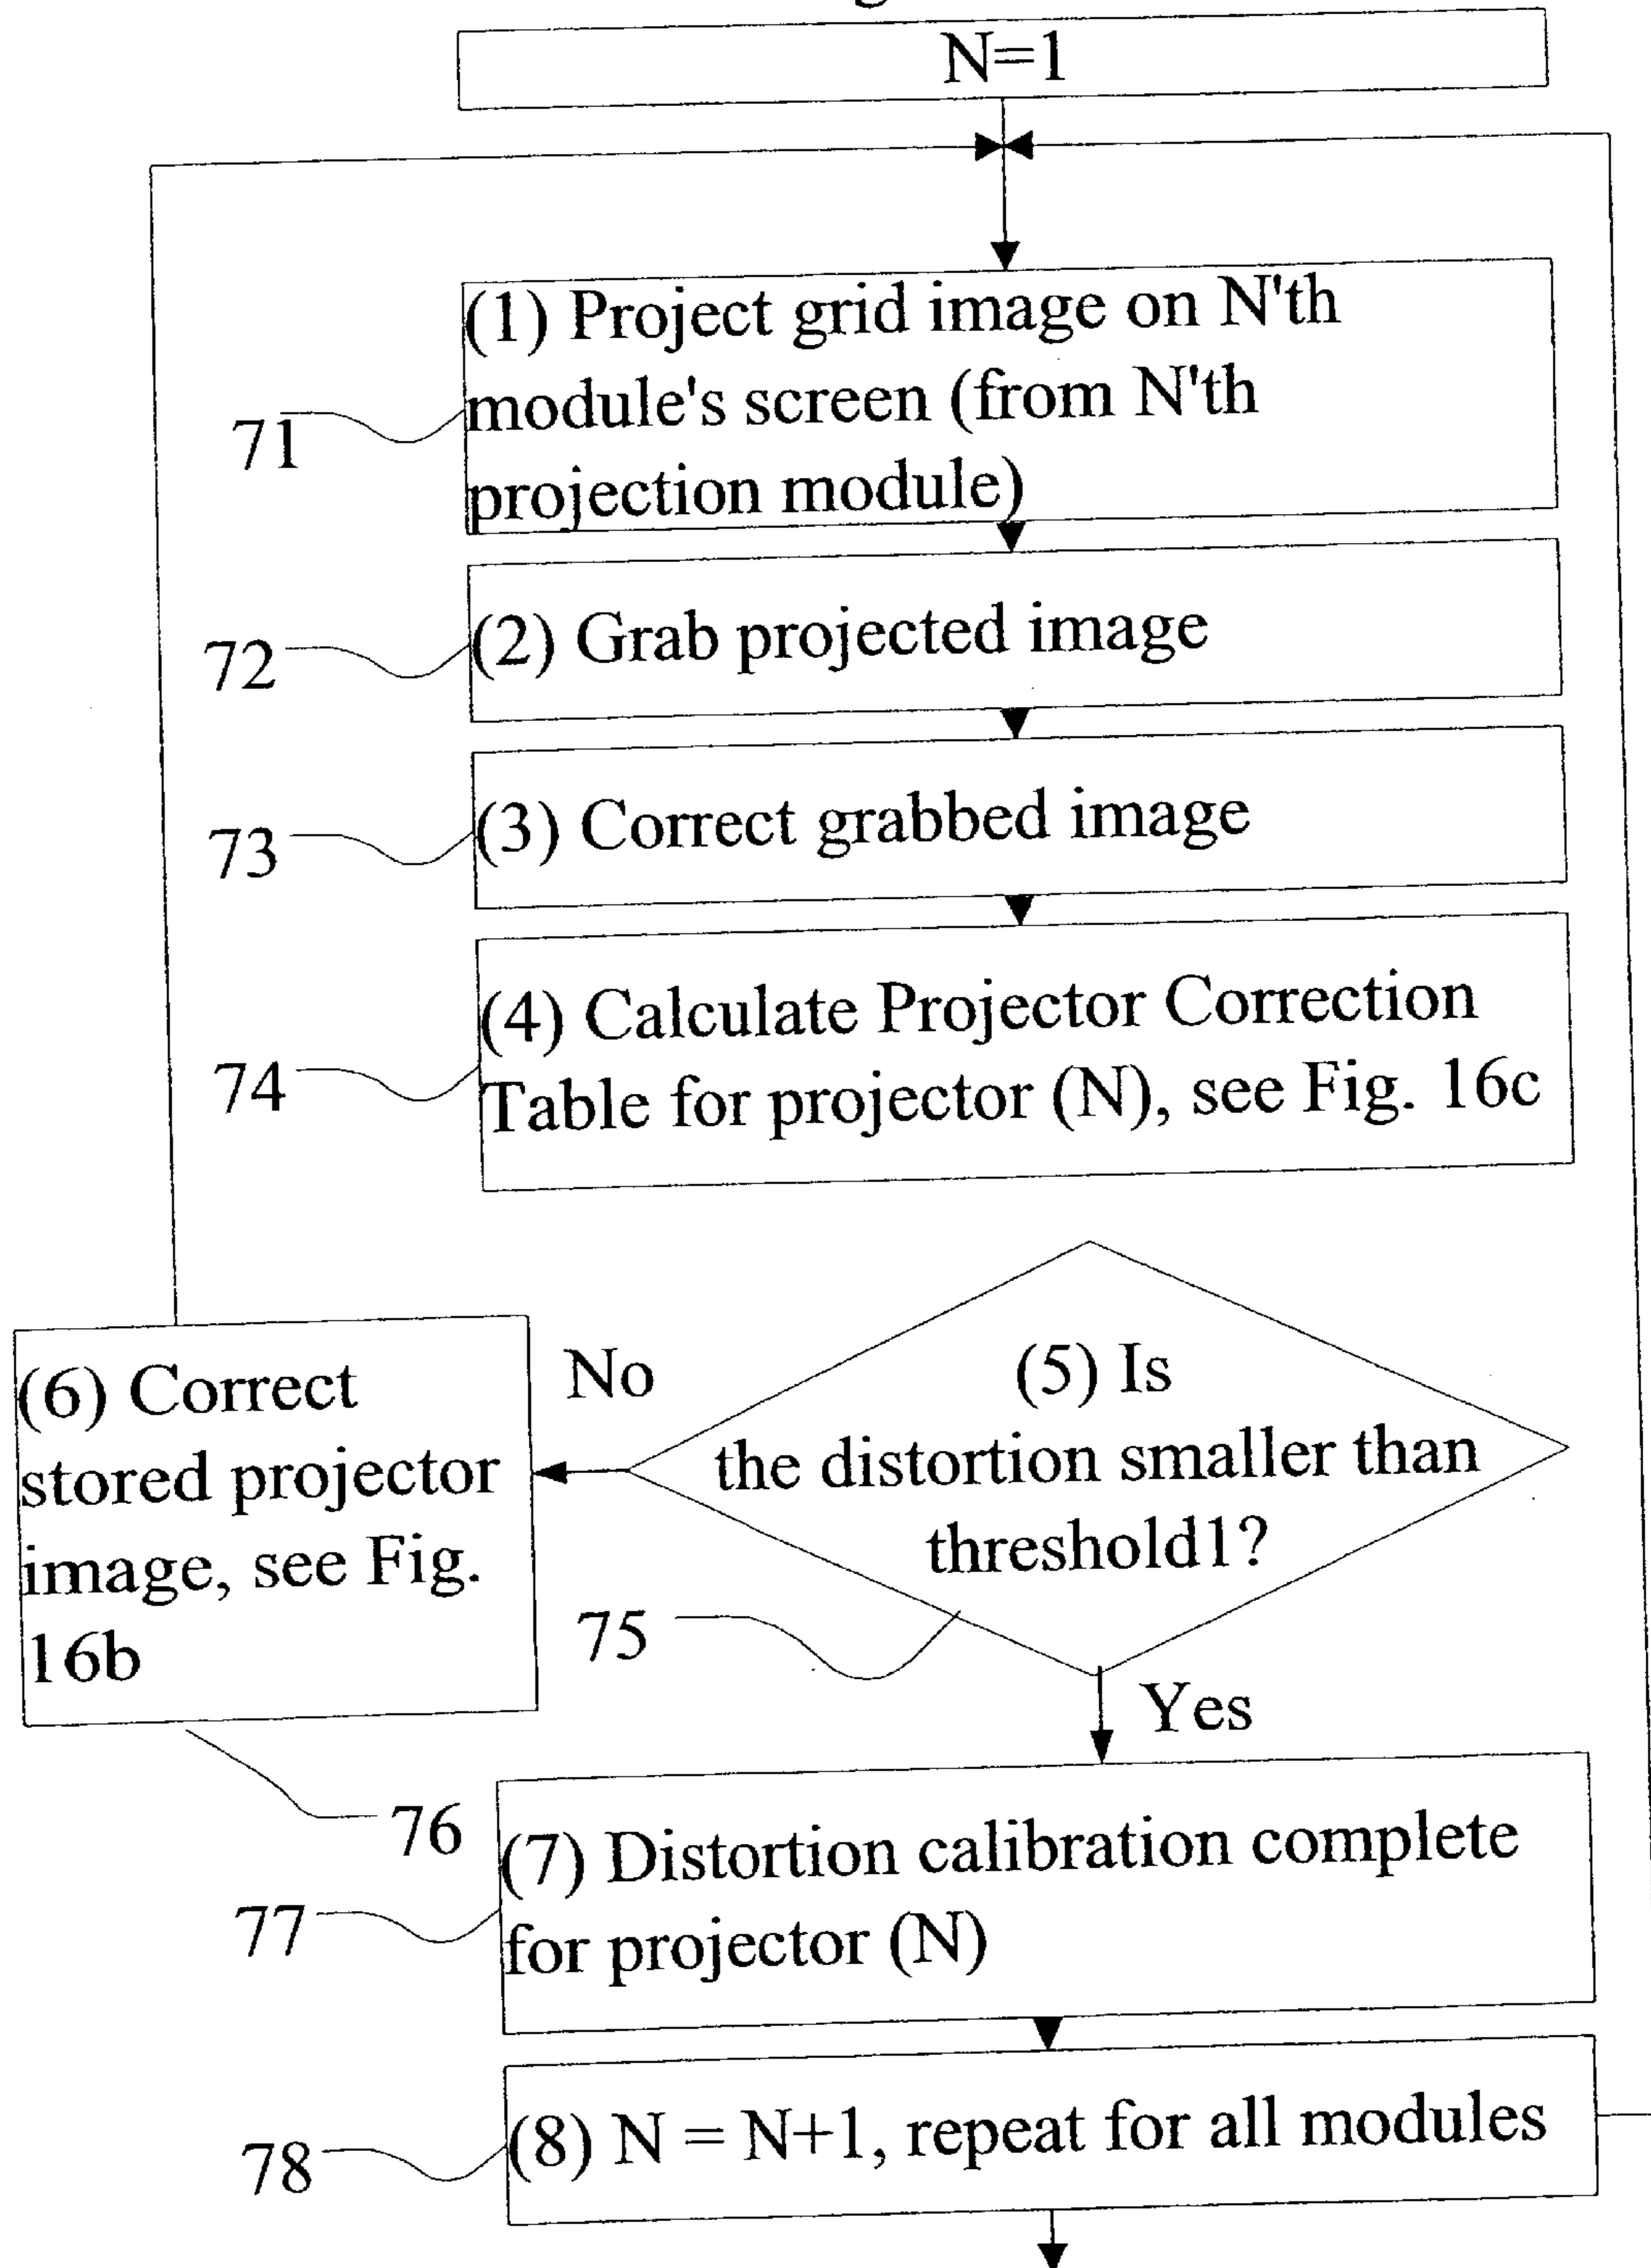 N=1
(1) Project grid image on N'th
module's screen (from N'th
projection module)
71
(2) Grab projected image
72
(3) Correct grabbed image
73
(4) Calculate Projector Correction
Table for projector (N), see Fig. 16c
74
(5) Is
the distortion smaller than
threshold1?
75
No
(6) Correct
stored projector
image, see Fig.
16b
76
Yes
(7) Distortion calibration complete
for projector (N)
77
(8) N = N+1, repeat for all modules
78